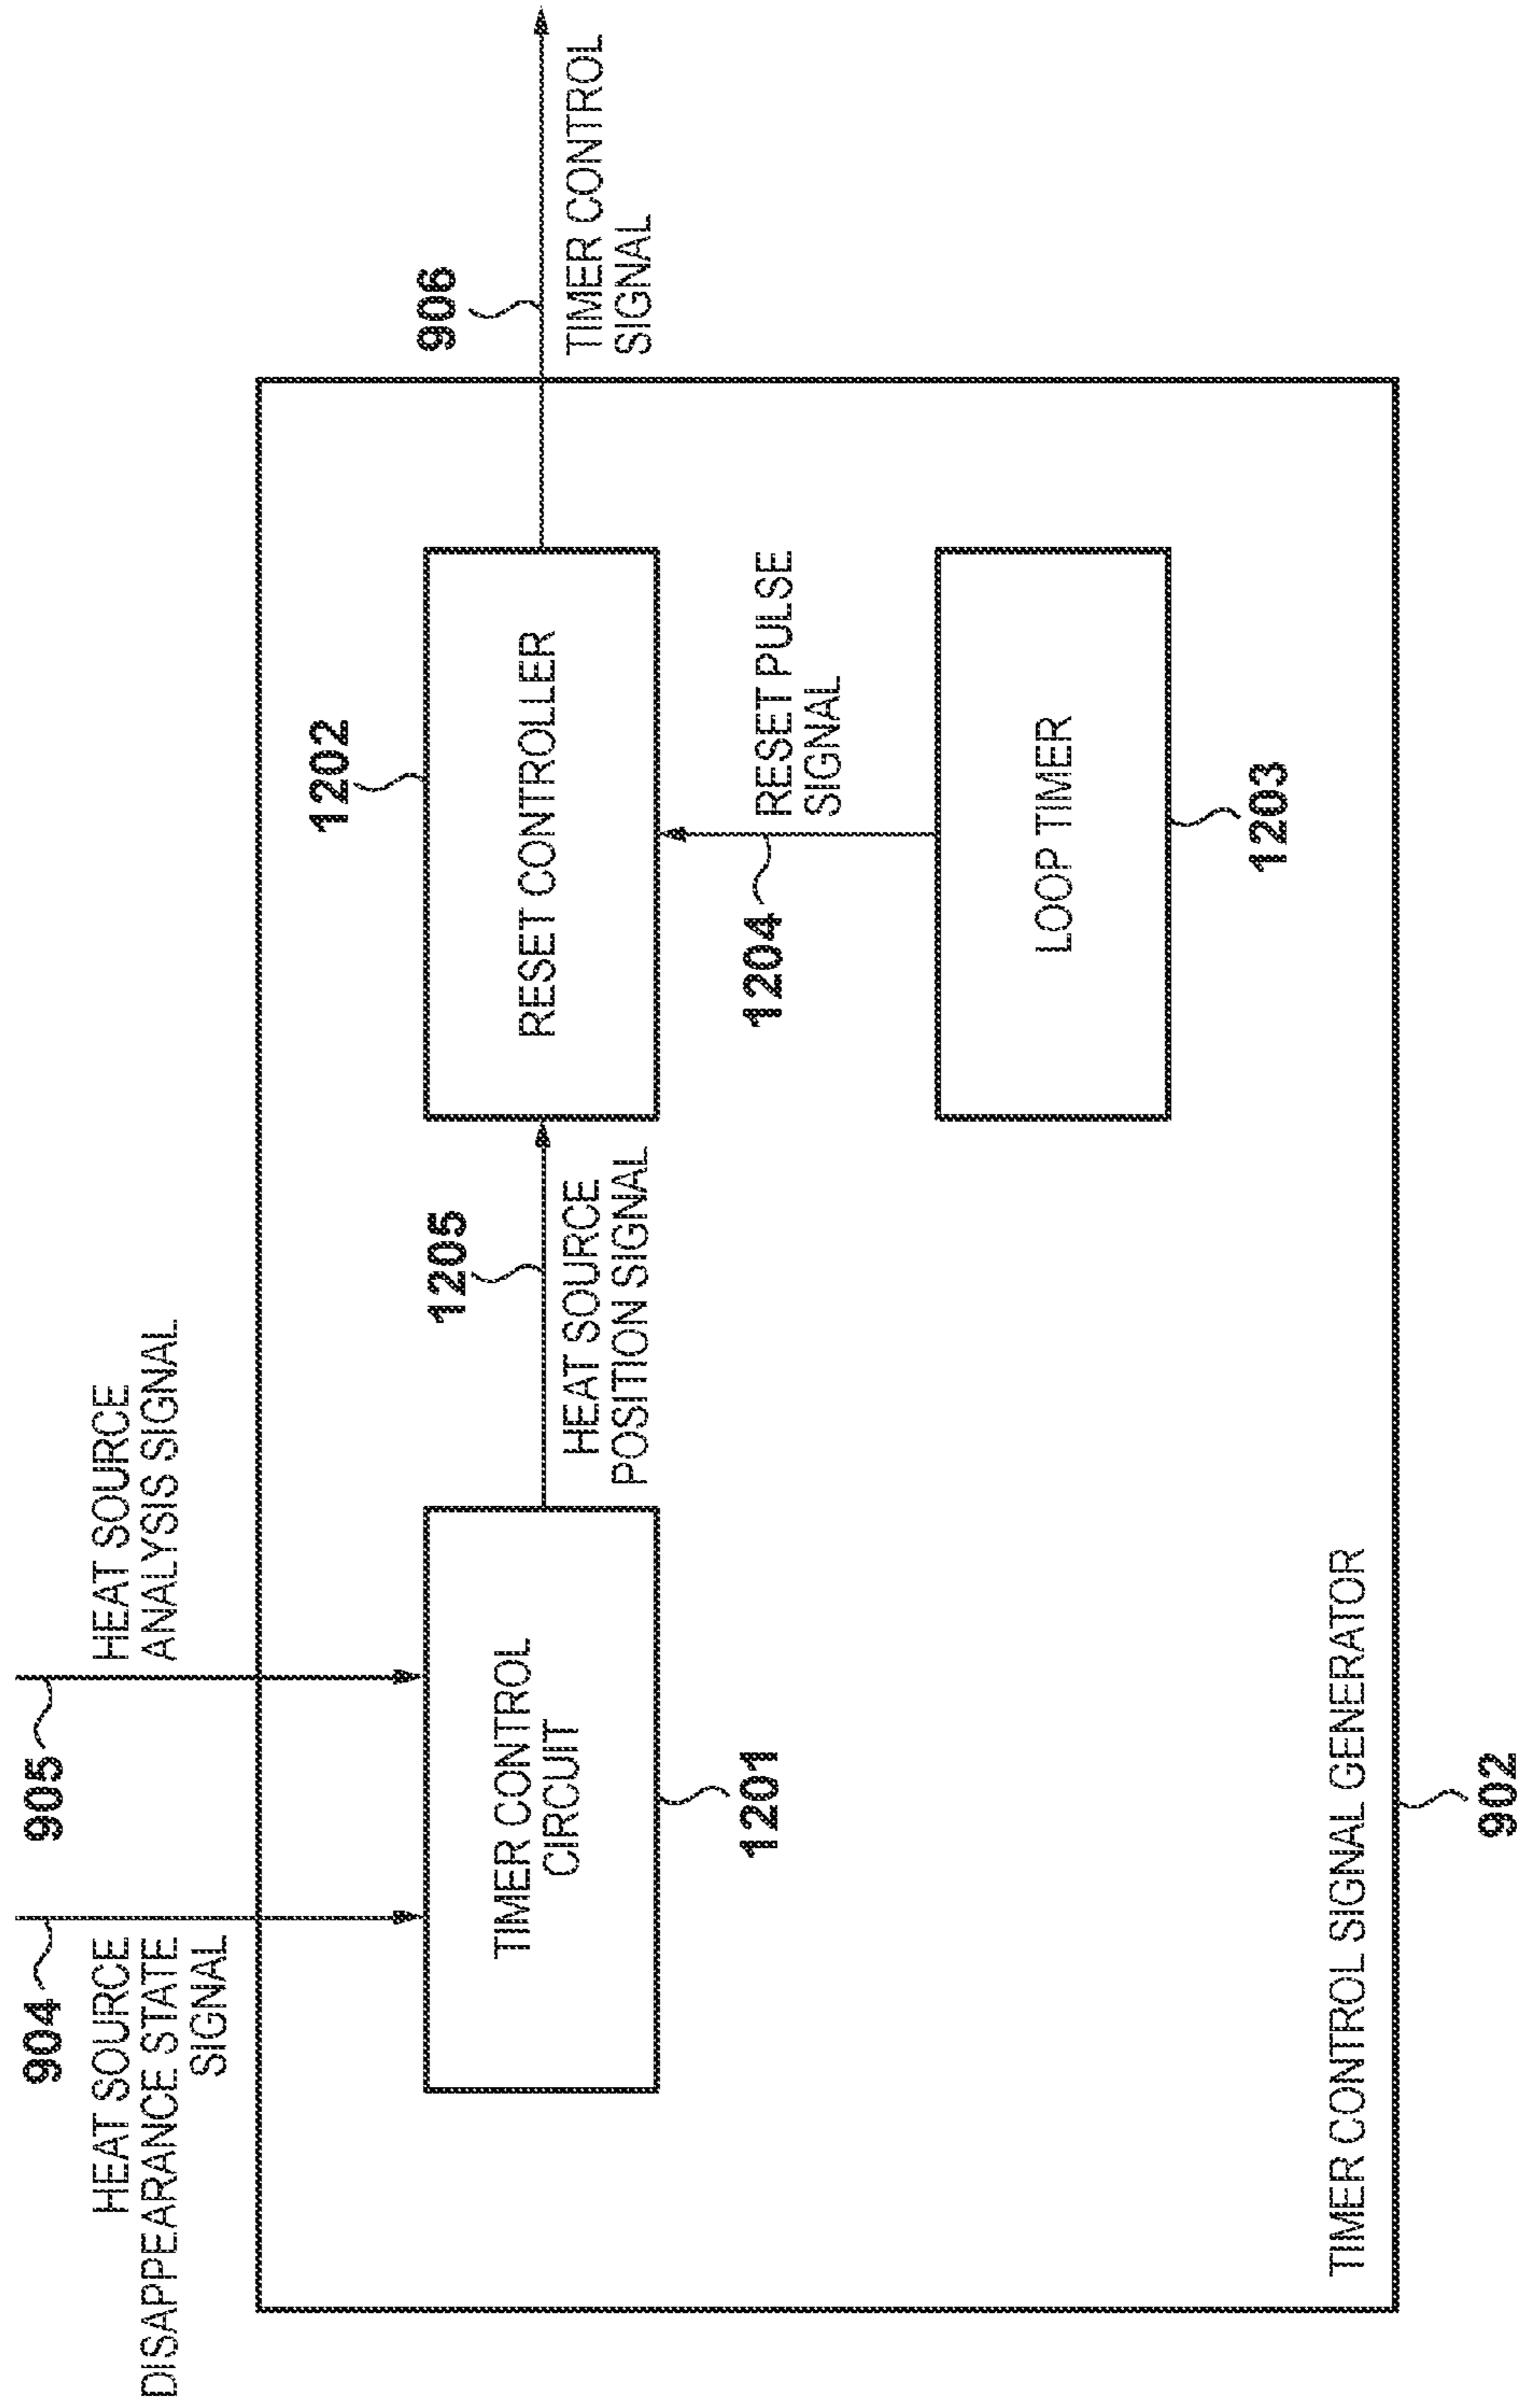 904
HEAT SOURCE
DISAPPEARANCE STATE
SIGNAL
905
HEAT SOURCE
ANALYSIS SIGNAL
TIMER CONTROL
CIRCUIT
1201
1205
HEAT SOURCE
POSITION SIGNAL
1202
RESET CONTROLLER
906
TIMER CONTROL
SIGNAL
1204
RESET PULSE
SIGNAL
LOOP TIMER
1203
TIMER CONTROL SIGNAL GENERATOR
902